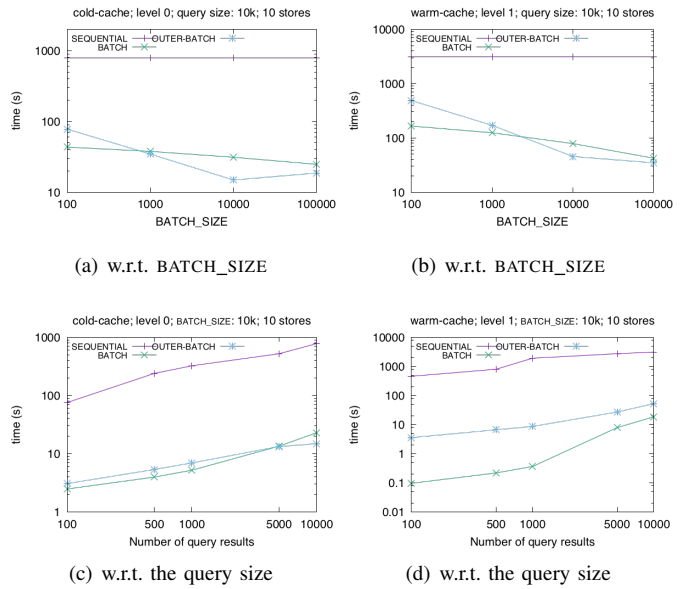 cold-cache; level 0; query size: 10k; 10 stores
SEQUENTIAL
BATCH
OUTER-BATCH
time (s)
1000
100
10
100
1000
10000
100000
BATCH_SIZE
(a) w.r.t. BATCH_SIZE
warm-cache; level 1; query size: 10k; 10 stores
SEQUENTIAL
BATCH
OUTER-BATCH
time (s)
10000
1000
100
10
100
1000
10000
100000
BATCH_SIZE
(b) w.r.t. BATCH_SIZE
cold-cache; level 0; BATCH_SIZE: 10k; 10 stores
SEQUENTIAL
BATCH
OUTER-BATCH
time (s)
1000
100
10
1
100
500
1000
5000
10000
Number of query results
(c) w.r.t. the query size
warm-cache; level 1; BATCH_SIZE: 10k; 10 stores
SEQUENTIAL
BATCH
OUTER-BATCH
time (s)
10000
1000
100
10
1
0.1
0.01
100
500
1000
5000
10000
Number of query results
(d) w.r.t. the query size